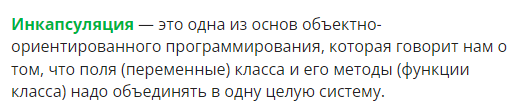 Инкапсуляция — это одна из основ объектно-
ориентированного программирования, которая говорит нам о
том, что поля (переменные) класса и его методы (функции
класса) надо объединять в одну целую систему.